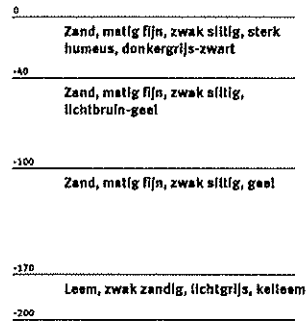 0
Zand, matig fijn, zwak siltig, sterk
humeus, donkergrijs-zwart
-40
Zand, matig fijn, zwak siltig,
lichtbruin-geel
-100
Zand, matig fijn, zwak siltig, geel
-170
Leem, zwak zandig, lichtgrijs, keileem
-200